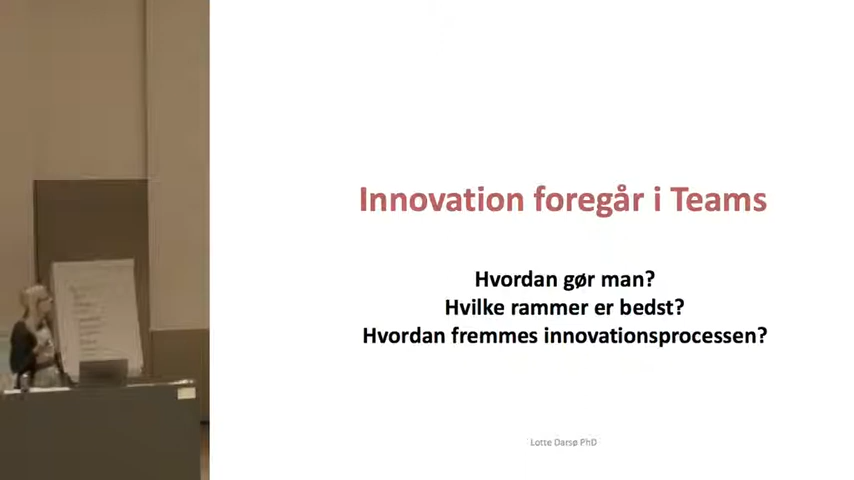 Innovation foregår i Teams
Hvordan gør man?
Hvilke rammer er bedst?
Hvordan fremmes innovationsprocessen?
Lotte Darsø PhD